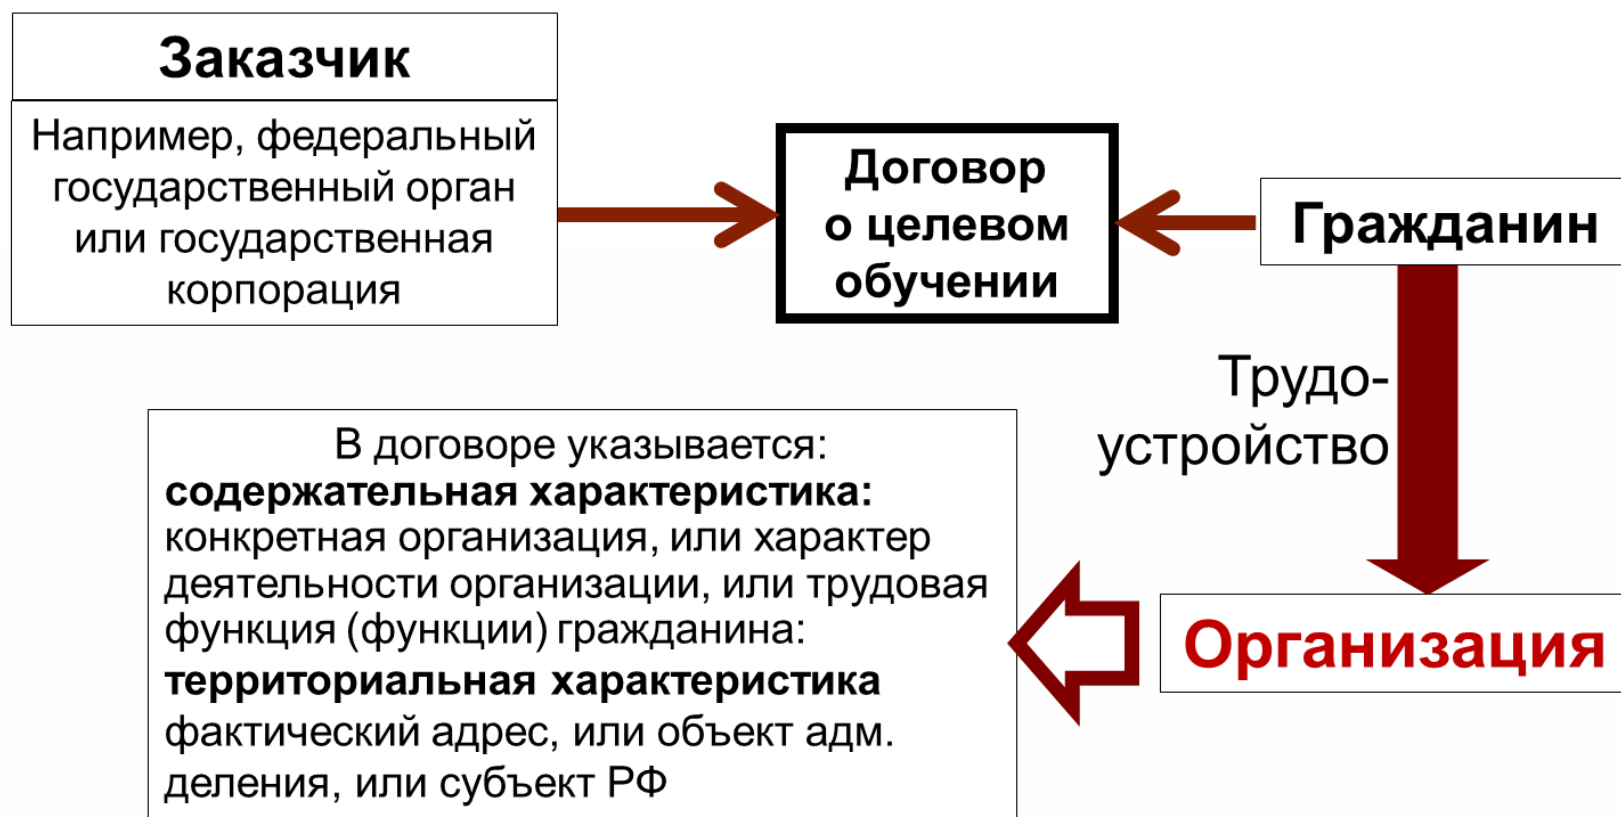 Заказчик
Например, федеральный
государственный орган
или государственная
корпорация
Договор
о целевом
обучении
Гражданин
Трудо-
устройство
В договоре указывается:
содержательная характеристика:
конкретная организация, или характер
деятельности организации, или трудовая
функция (функции) гражданина:
территориальная характеристика
фактический адрес, или объект адм.
деления, или субъект РФ
Организация